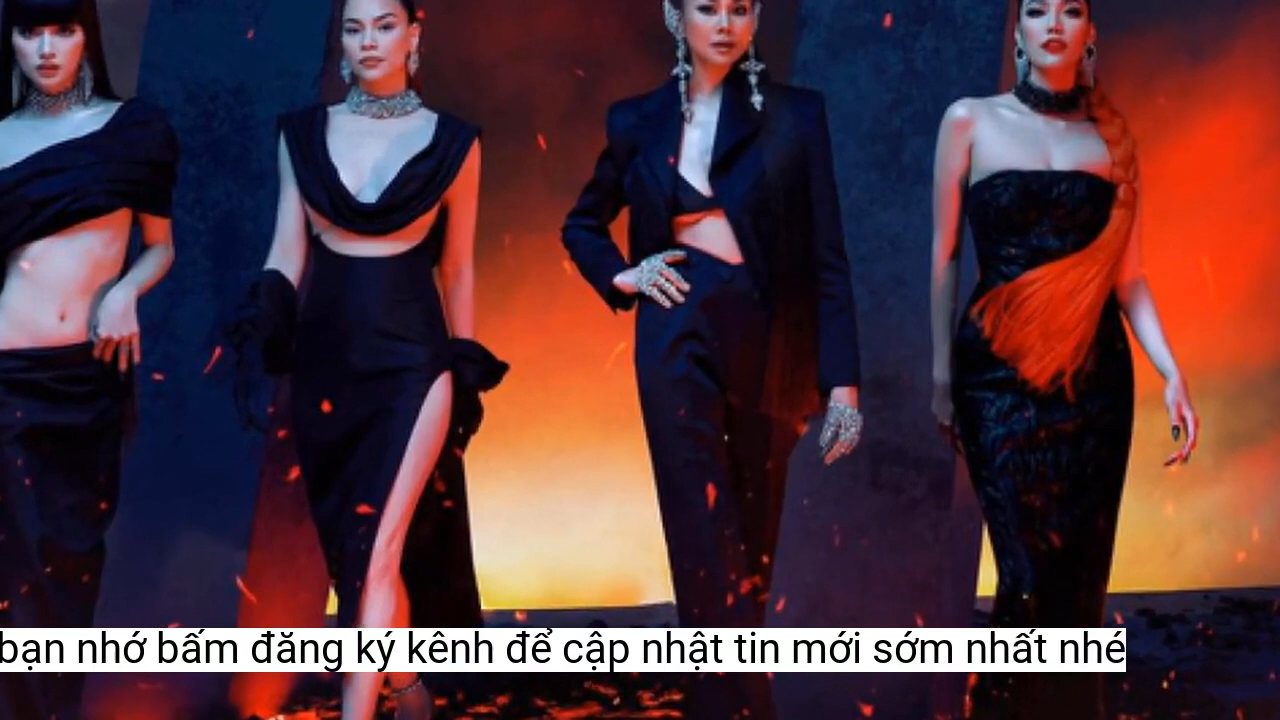 bạn nhớ bấm đăng ký kênh để cập nhật tin mới sớm nhất nhé